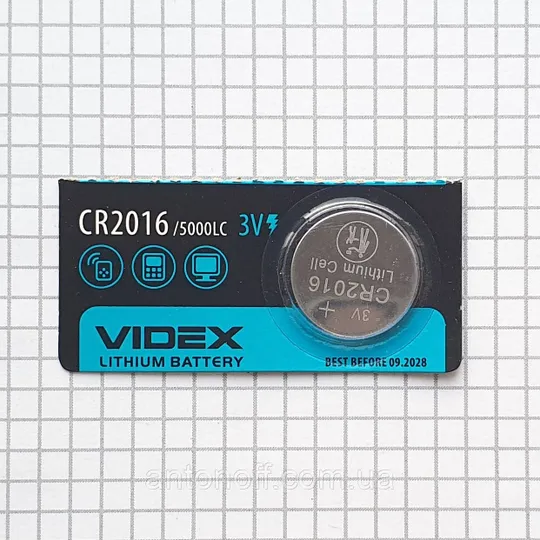 CR2016 /5000LC 3V
VIDEX
LITHIUM BATTERY
BEST BEFORE 09.2028
3V +
CR2016
Lithium Cell
antonoff.com.ua